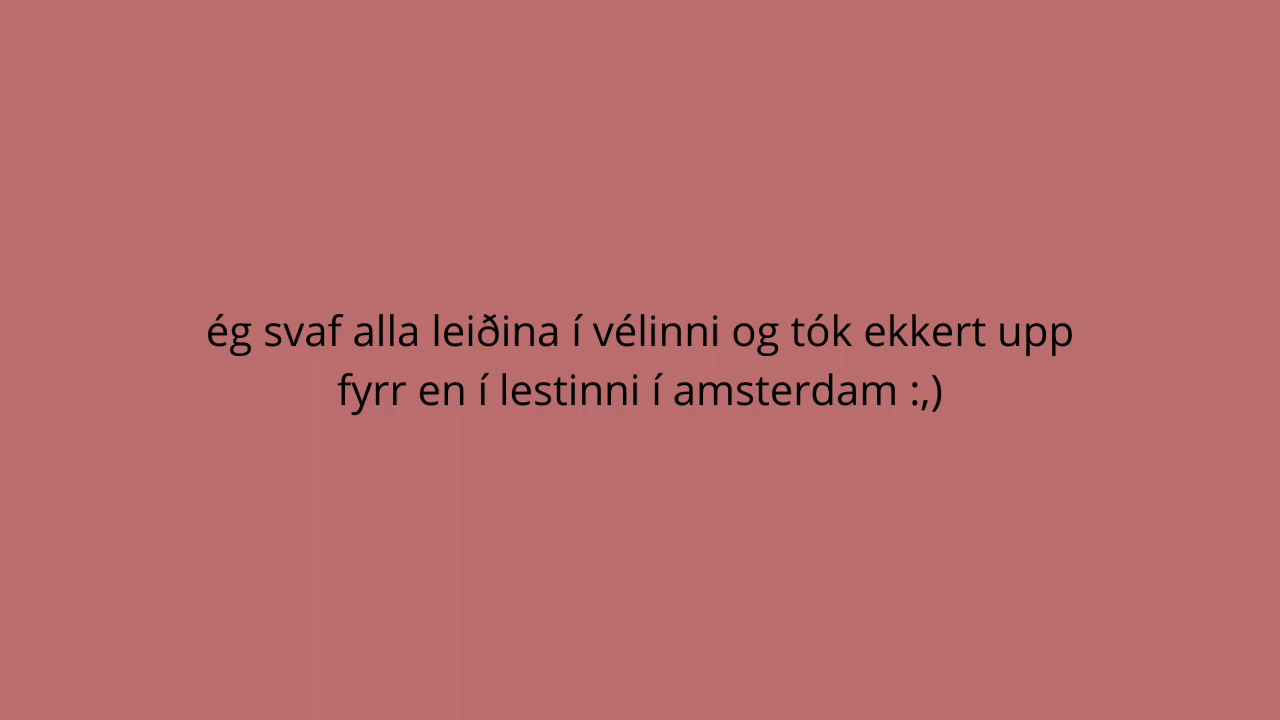 ég svaf alla leiðina í vélinni og tók ekkert upp
fyrr en í lestinni í amsterdam :,)